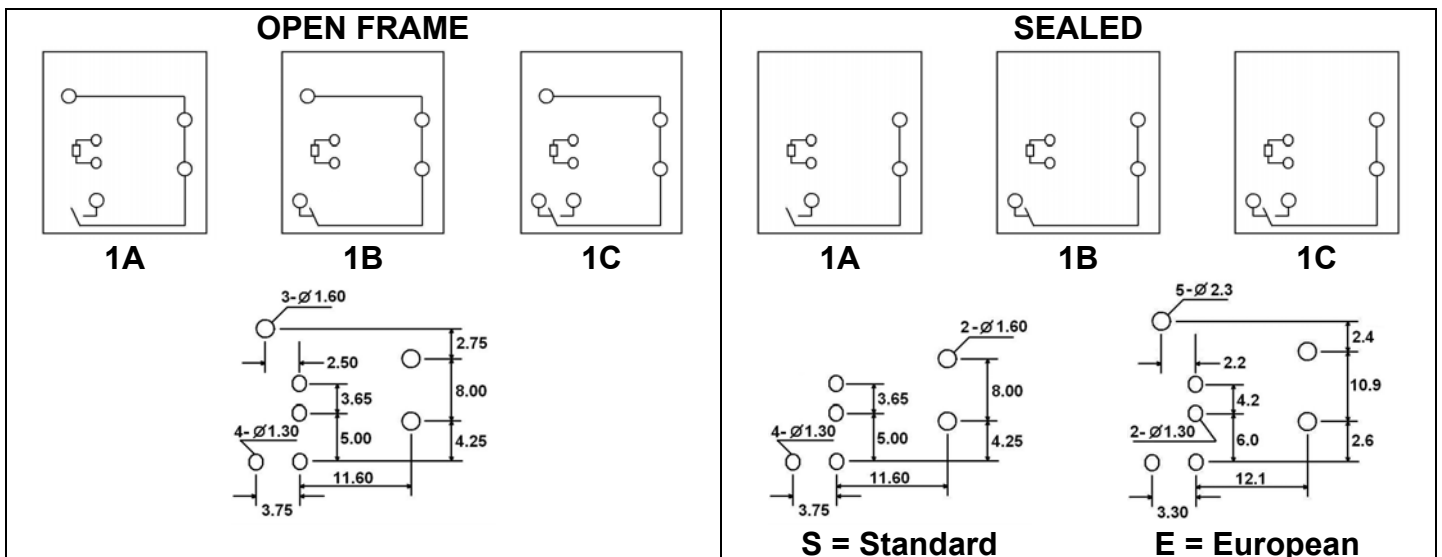 OPEN FRAME
1A
1B
1C
3-Ø 1.60
2.75
2.50
8.00
3.65
4-Ø1.30
5.00
4.25
11.60
3.75
SEALED
1A
1B
1C
2-Ø1.60
3.65
8.00
4-Ø1.30
5.00
4.25
11.60
3.75
S = Standard
5-Ø 2.3
2.4
2.2
10.9
4.2
2-Ø1.30
6.0
2.6
12.1
3.30
E = European